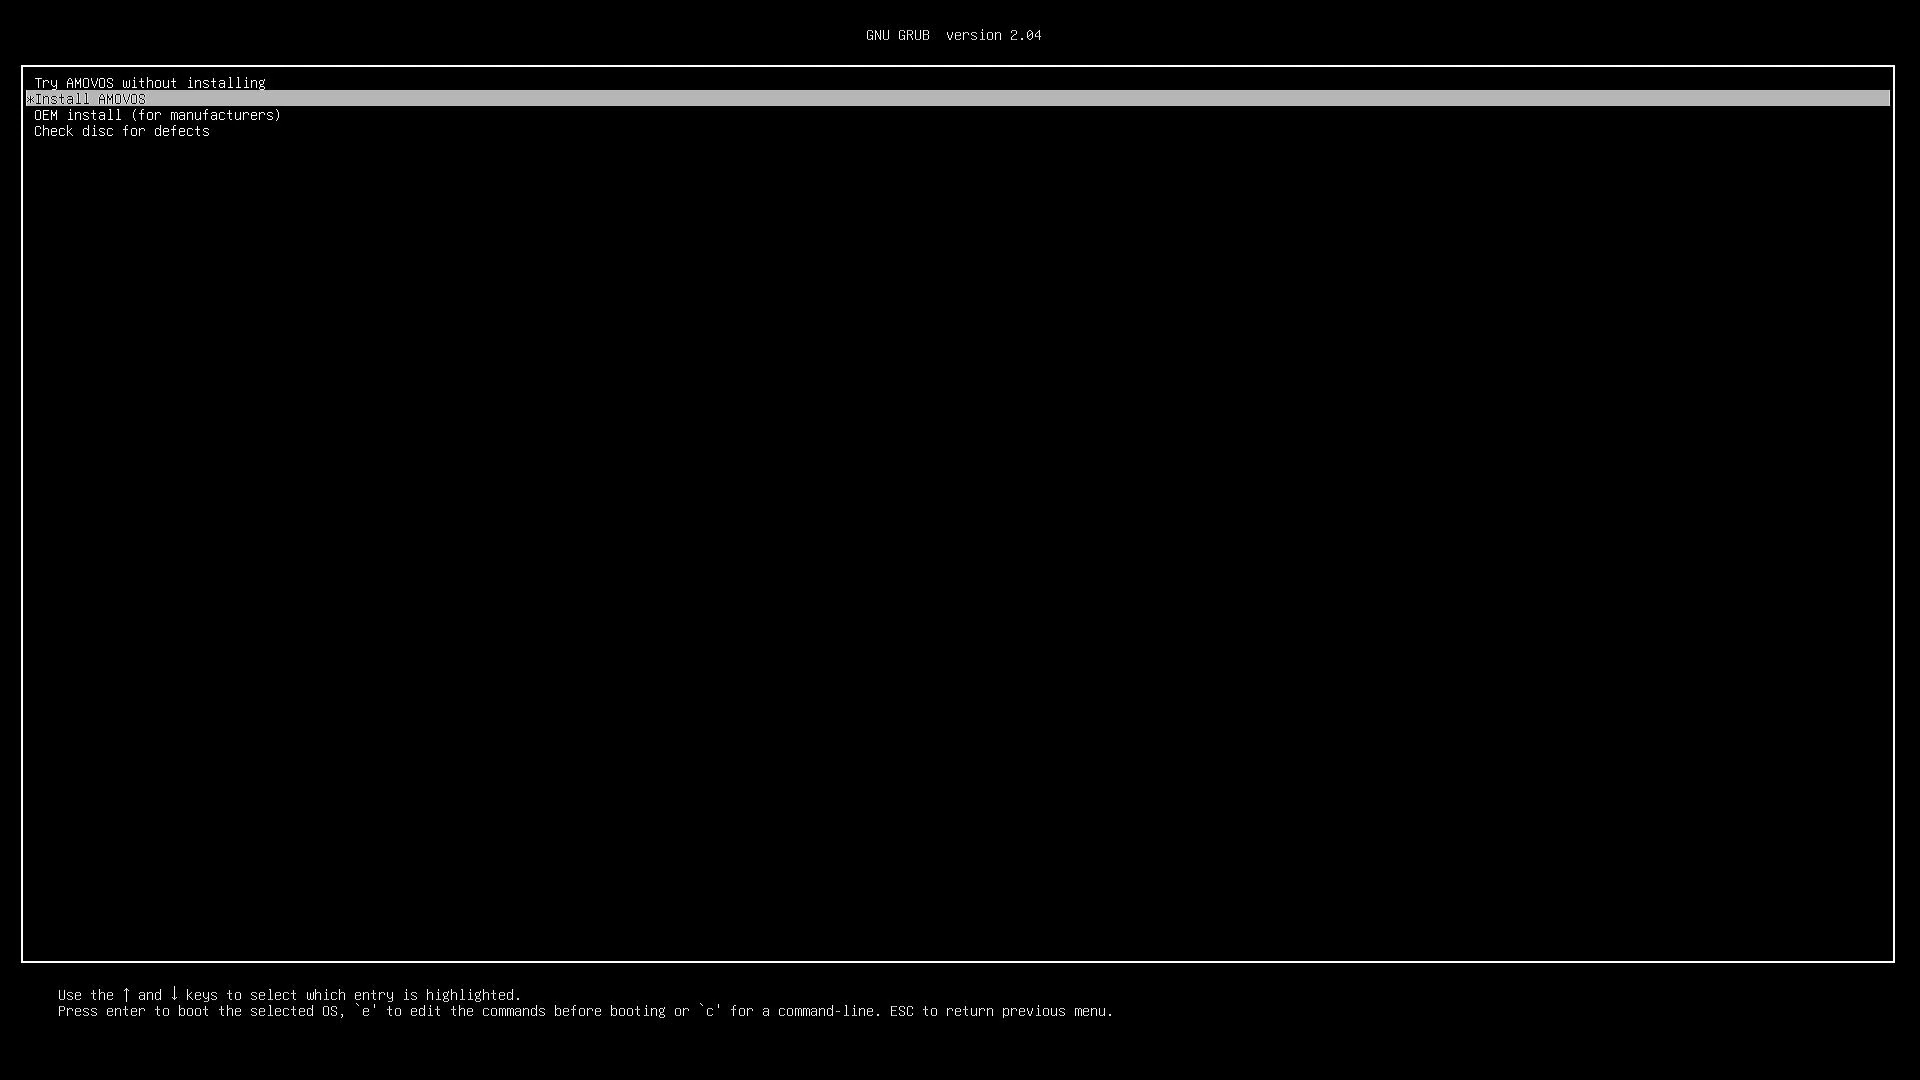 GNU GRUB  version 2.04
Try AMOVOS without installing
*Install AMOVOS
OEM install (for manufacturers)
Check disc for defects
Use the ↑ and ↓ keys to select which entry is highlighted.
Press enter to boot the selected OS, `e' to edit the commands before booting or `c' for a command-line. ESC to return previous menu.